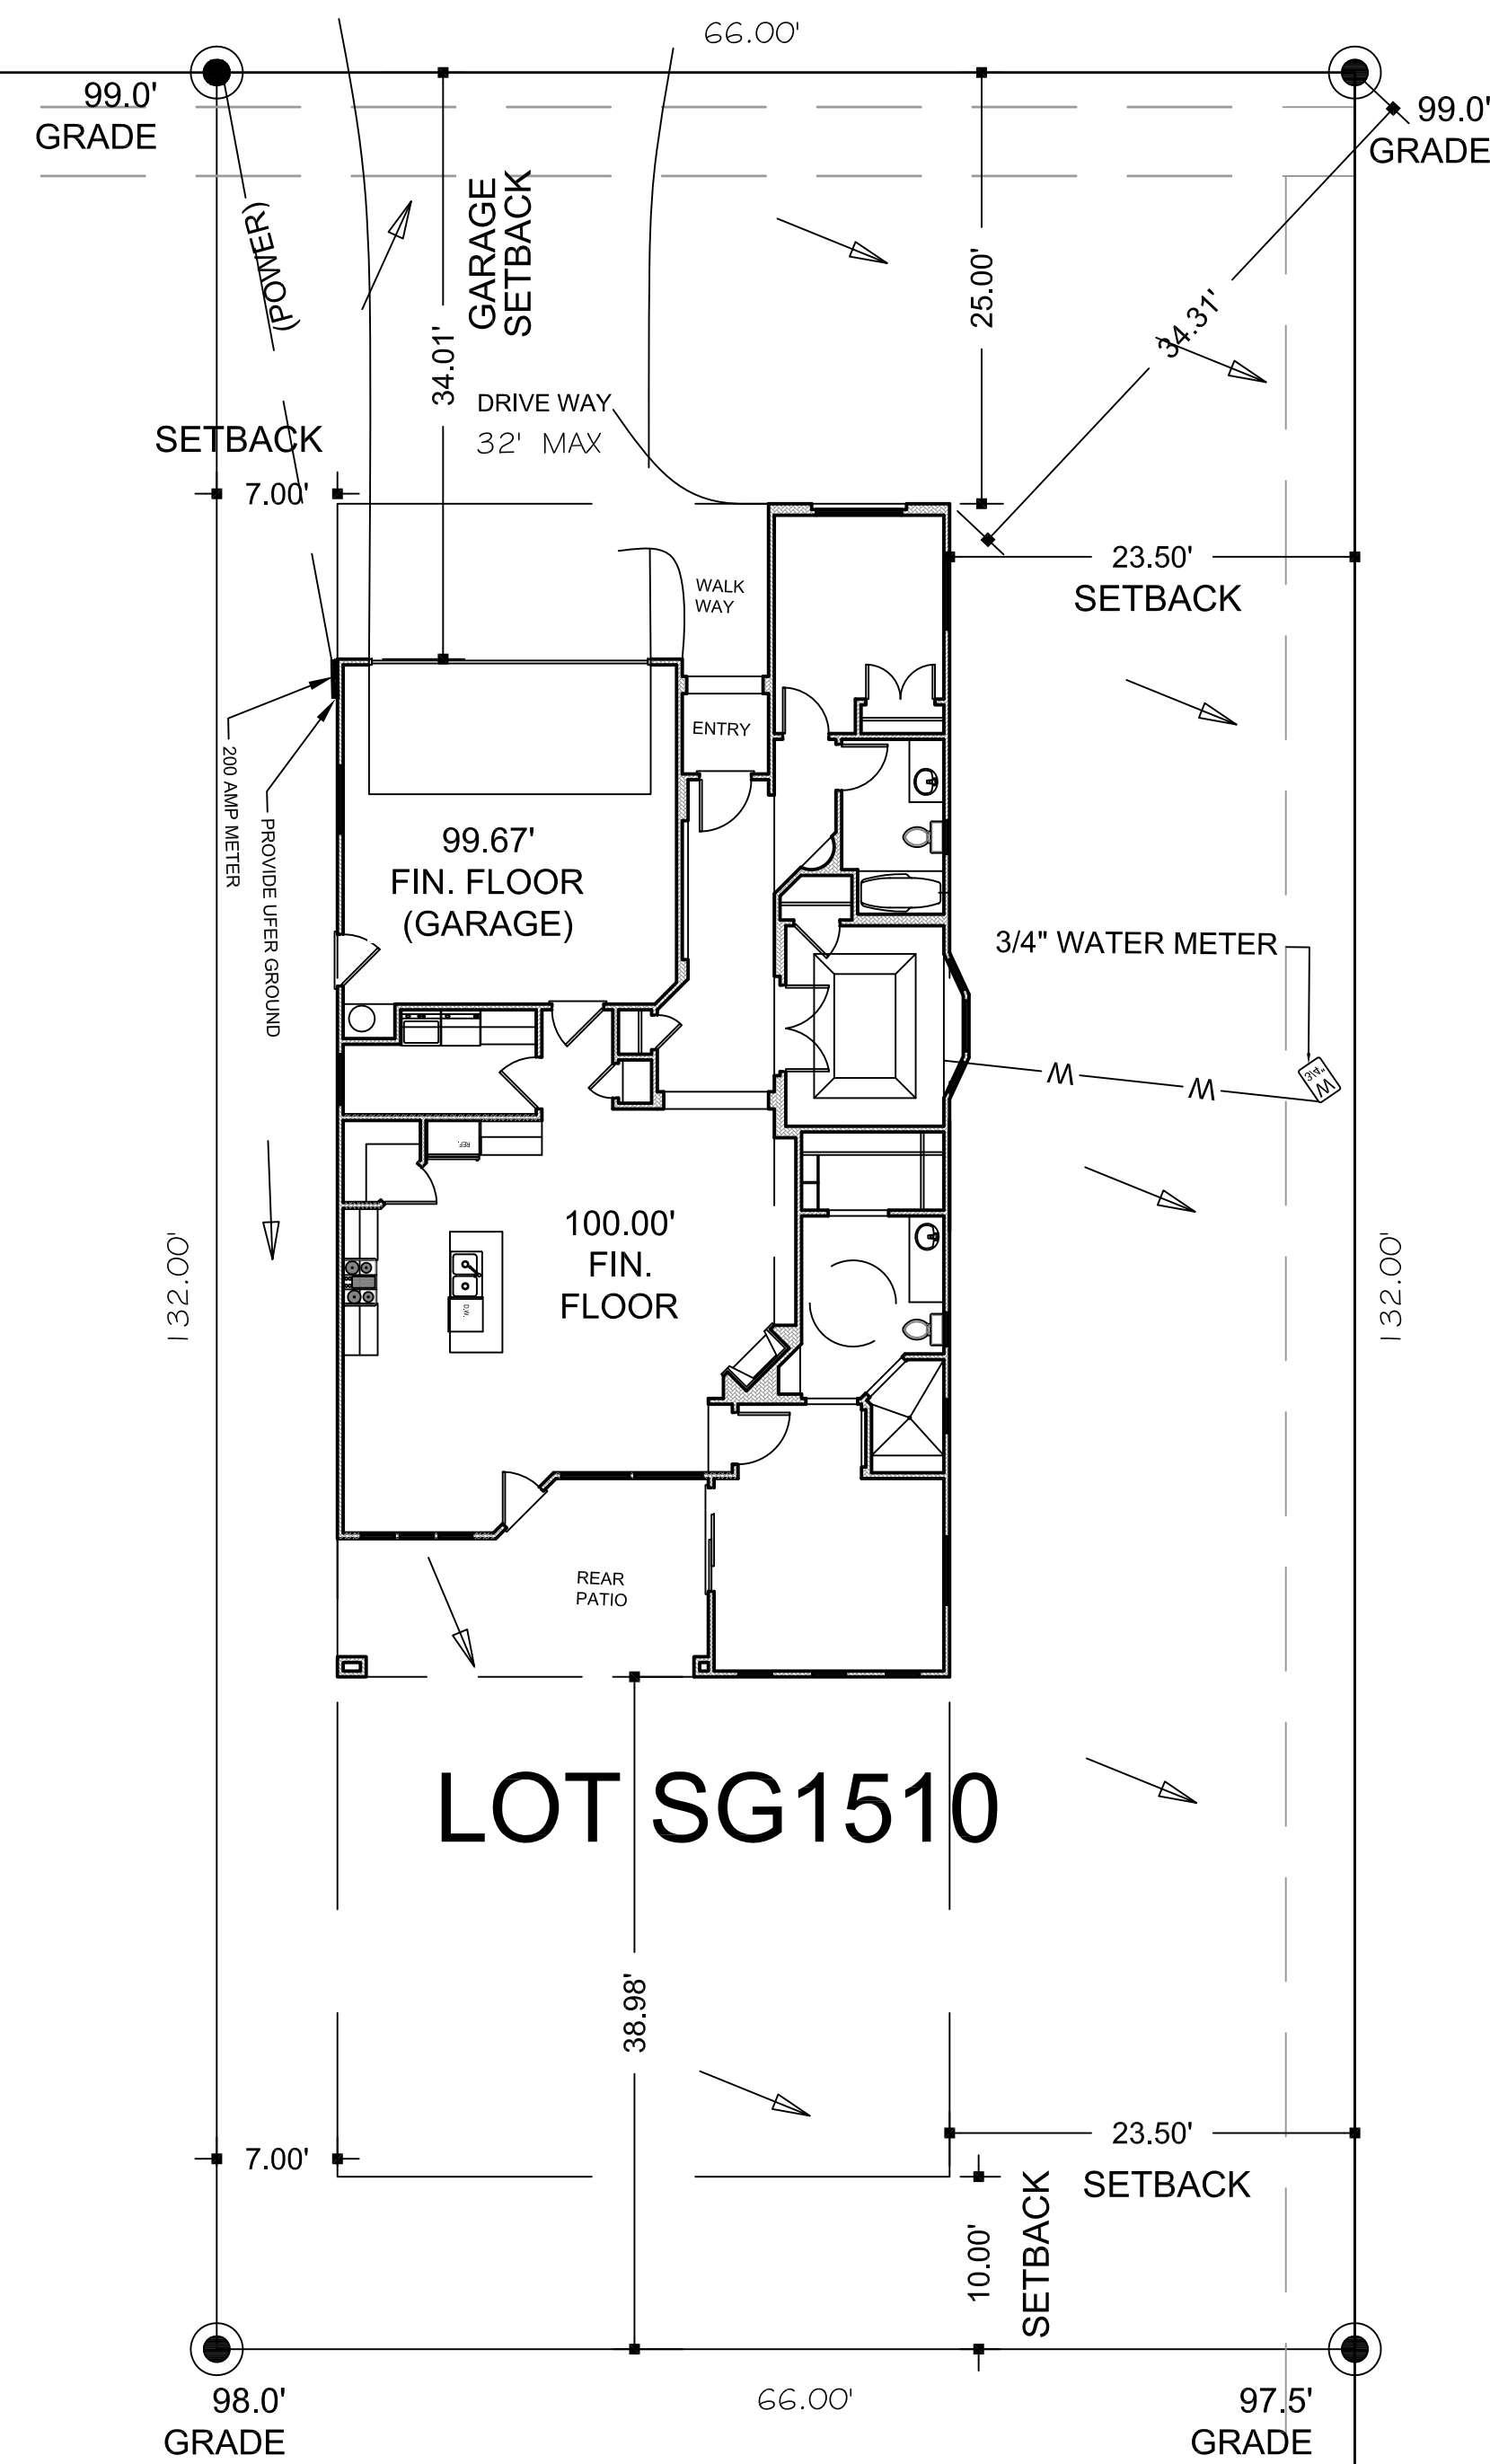 66.00'
99.0'
GRADE
99.0'
GRADE
(POWER)
GARAGE
SETBACK
34.01'
25.00'
34.31'
DRIVE WAY
32' MAX
SETBACK
7.00'
23.50'
SETBACK
WALK
WAY
ENTRY
200 AMP METER
PROVIDE UFER GROUND
99.67'
FIN. FLOOR
(GARAGE)
3/4" WATER METER
W
W
3/4"
W
REF.
100.00'
FIN.
FLOOR
D.W.
132.00'
132.00'
REAR
PATIO
LOT SG1510
38.98'
7.00'
23.50'
SETBACK
10.00'
SETBACK
66.00'
98.0'
GRADE
97.5'
GRADE